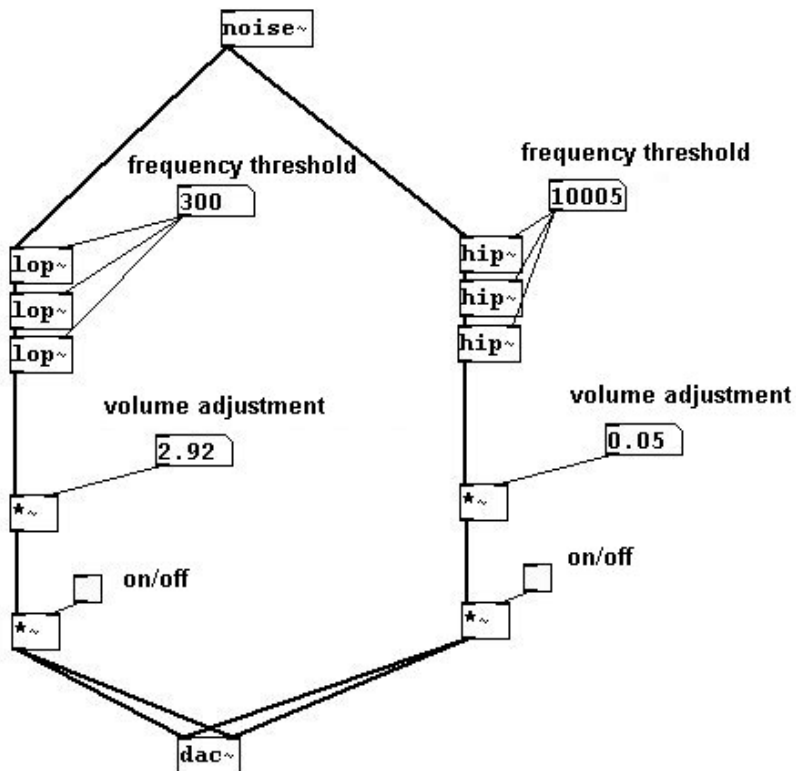 noise~
frequency threshold
300
lop~
lop~
lop~
volume adjustment
2.92
*~
on/off
*~
frequency threshold
10005
hip~
hip~
hip~
volume adjustment
0.05
*~
on/off
*~
dac~